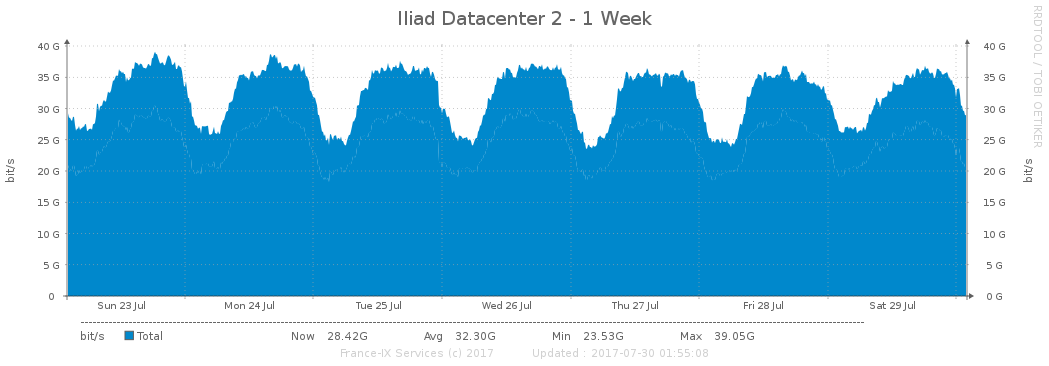 Iliad Datacenter 2 - 1 Week
RRDTOOL / TOBI OETIKER
40 G 40 G
35 G 35 G
30 G 30 G
25 G 25 G
20 G 20 G
15 G 15 G
10 G 10 G
5 G 5 G
0 0 G
bit/s
bit/s
Sun 23 Jul Mon 24 Jul Tue 25 Jul Wed 26 Jul Thu 27 Jul Fri 28 Jul Sat 29 Jul
bit/s Total Now 28.42G Avg 32.30G Min 23.53G Max 39.05G
France-IX Services (c) 2017 Updated : 2017-07-30 01:55:08